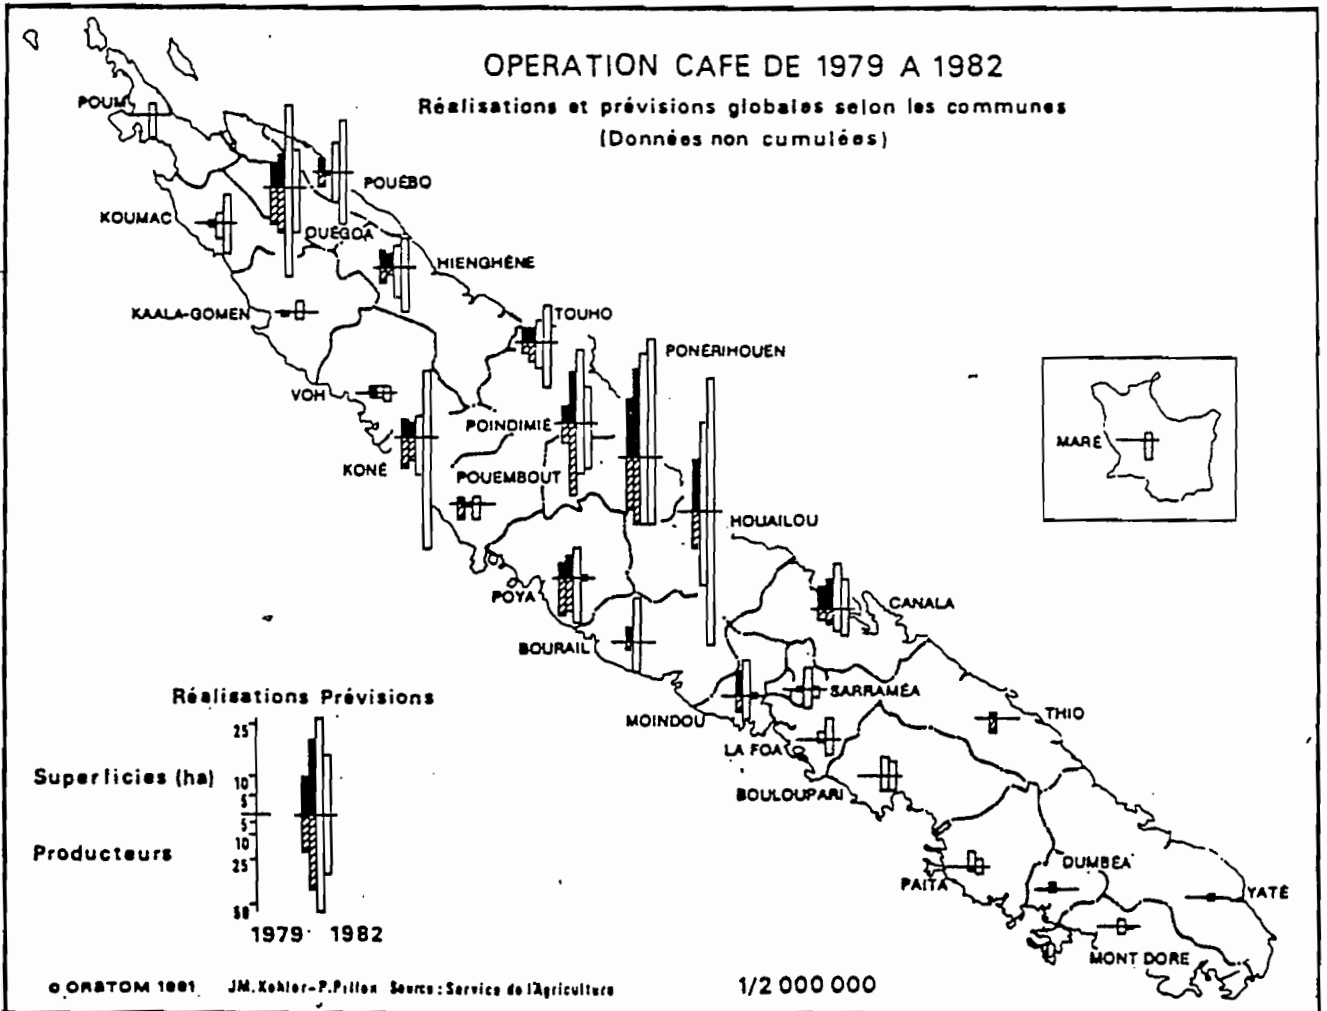 OPERATION CAFE DE 1979 A 1982
Réalisations et prévisions globales selon les communes
(Données non cumulées)
POUM
POUÉBO
KOUMAC
OUÉGOA
HIENGHÈNE
KAALA-GOMEN
TOUHO
PONÉRIHOUEN
VOH
POINDIMIÉ
MARÉ
KONÉ
POUEMBOUT
HOUAILOU
POYA
CANALA
BOURAIL
SARRAMÉA
MOINDOU
THIO
LA FOA
BOULOUPARI
DUMBÉA
PAITA
YATÉ
MONT DORE
Réalisations Prévisions
25
Superficies (ha)
10
5
5
10
Producteurs
25
50
1979 1982
© ORSTOM 1981 JM.Kohler-P.Pillon Source : Service de l'Agriculture
1/2 000 000